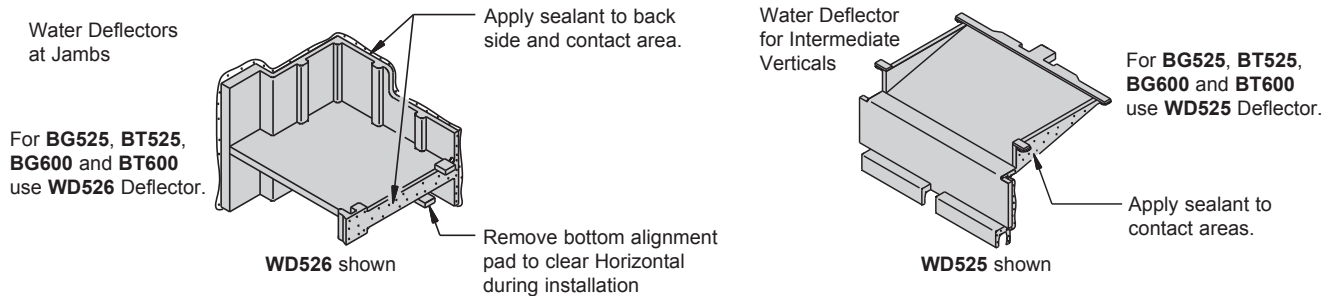 Water Deflectors
at Jambs
Apply sealant to back
side and contact area.
For BG525, BT525,
BG600 and BT600
use WD526 Deflector.
Remove bottom alignment
pad to clear Horizontal
during installation
WD526 shown
Water Deflector
for Intermediate
Verticals
For BG525, BT525,
BG600 and BT600
use WD525 Deflector.
Apply sealant to
contact areas.
WD525 shown